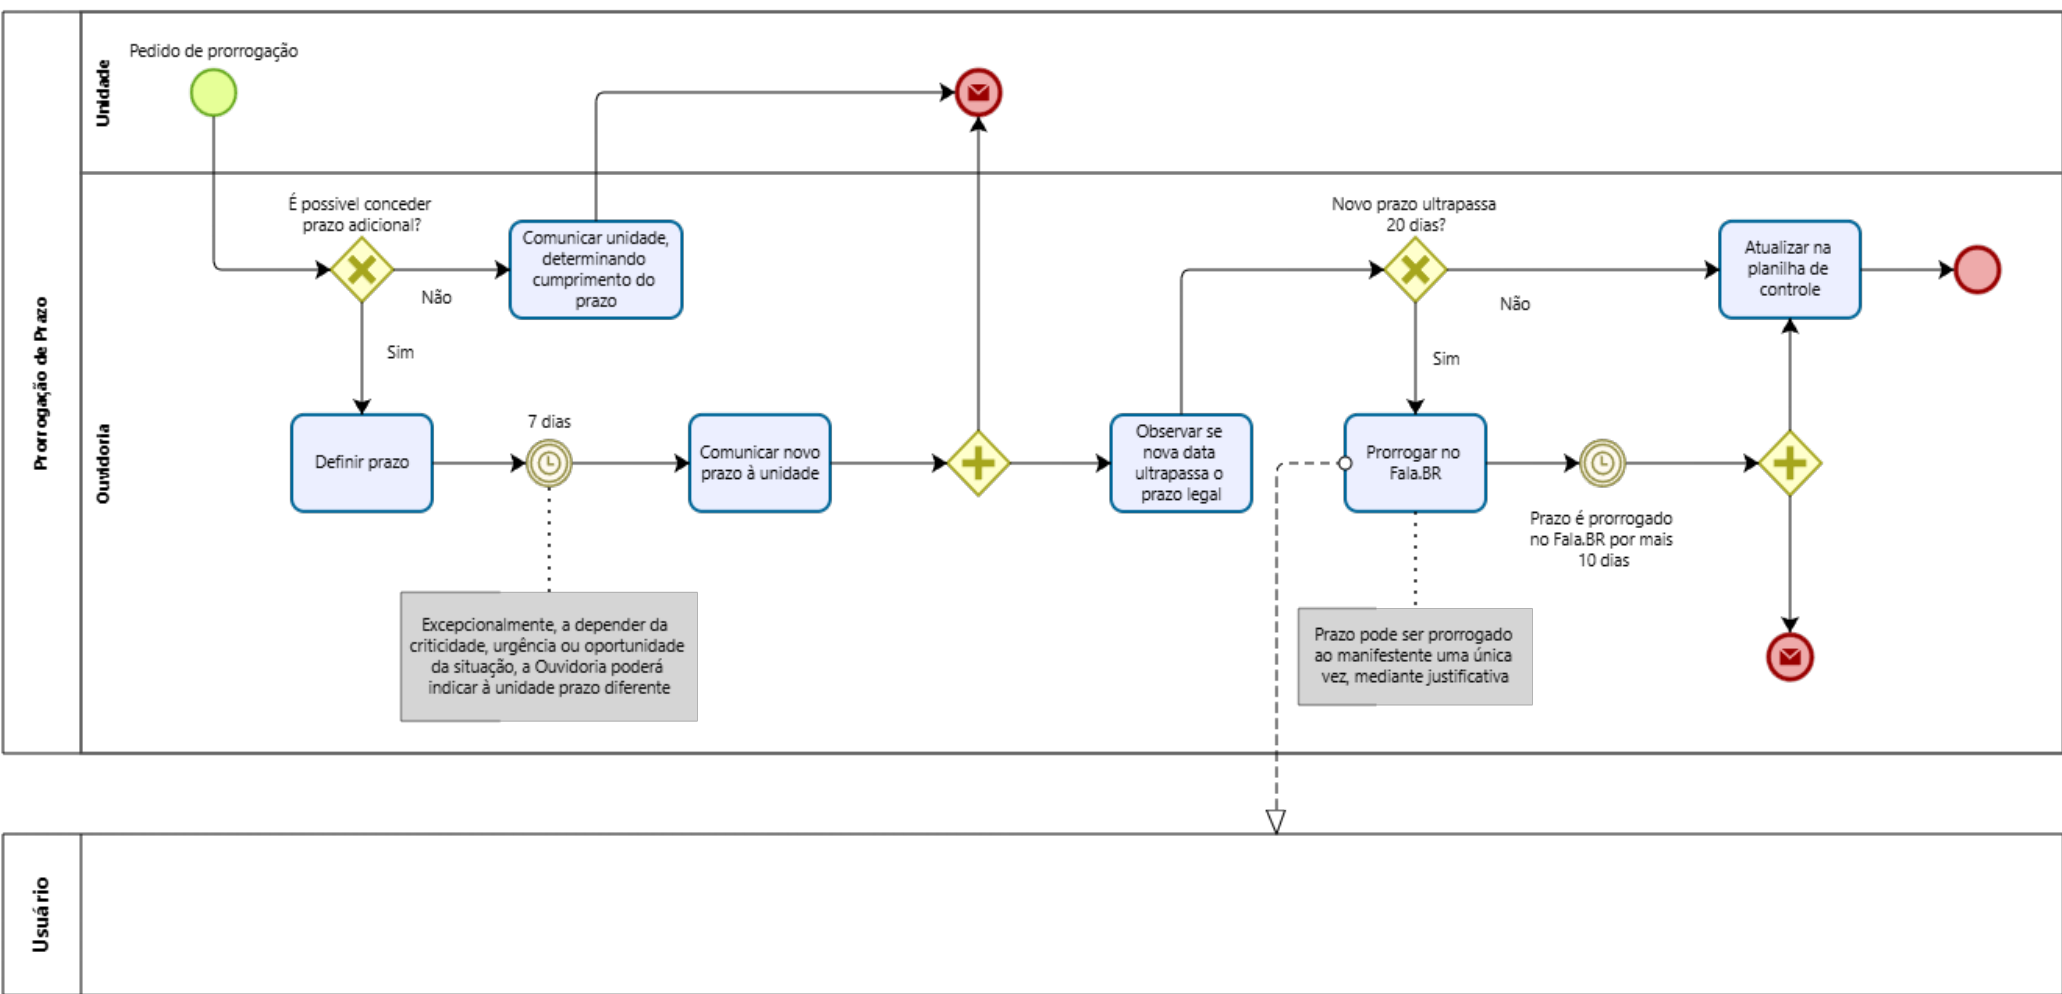 Prorrogação de Prazo
Unidade
Pedido de prorrogação
Ouvidoria
É possivel conceder
prazo adicional?
Não
Sim
Comunicar unidade,
determinando
cumprimento do
prazo
Definir prazo
7 dias
Excepcionalmente, a depender da
criticidade, urgência ou oportunidade
da situação, a Ouvidoria poderá
indicar à unidade prazo diferente
Comunicar novo
prazo à unidade
Observar se
nova data
ultrapassa o
prazo legal
Novo prazo ultrapassa
20 dias?
Não
Sim
Prorrogar no
Fala.BR
Prazo pode ser prorrogado
ao manifestente uma única
vez, mediante justificativa
Prazo é prorrogado
no Fala.BR por mais
10 dias
Atualizar na
planilha de
controle
Usuário